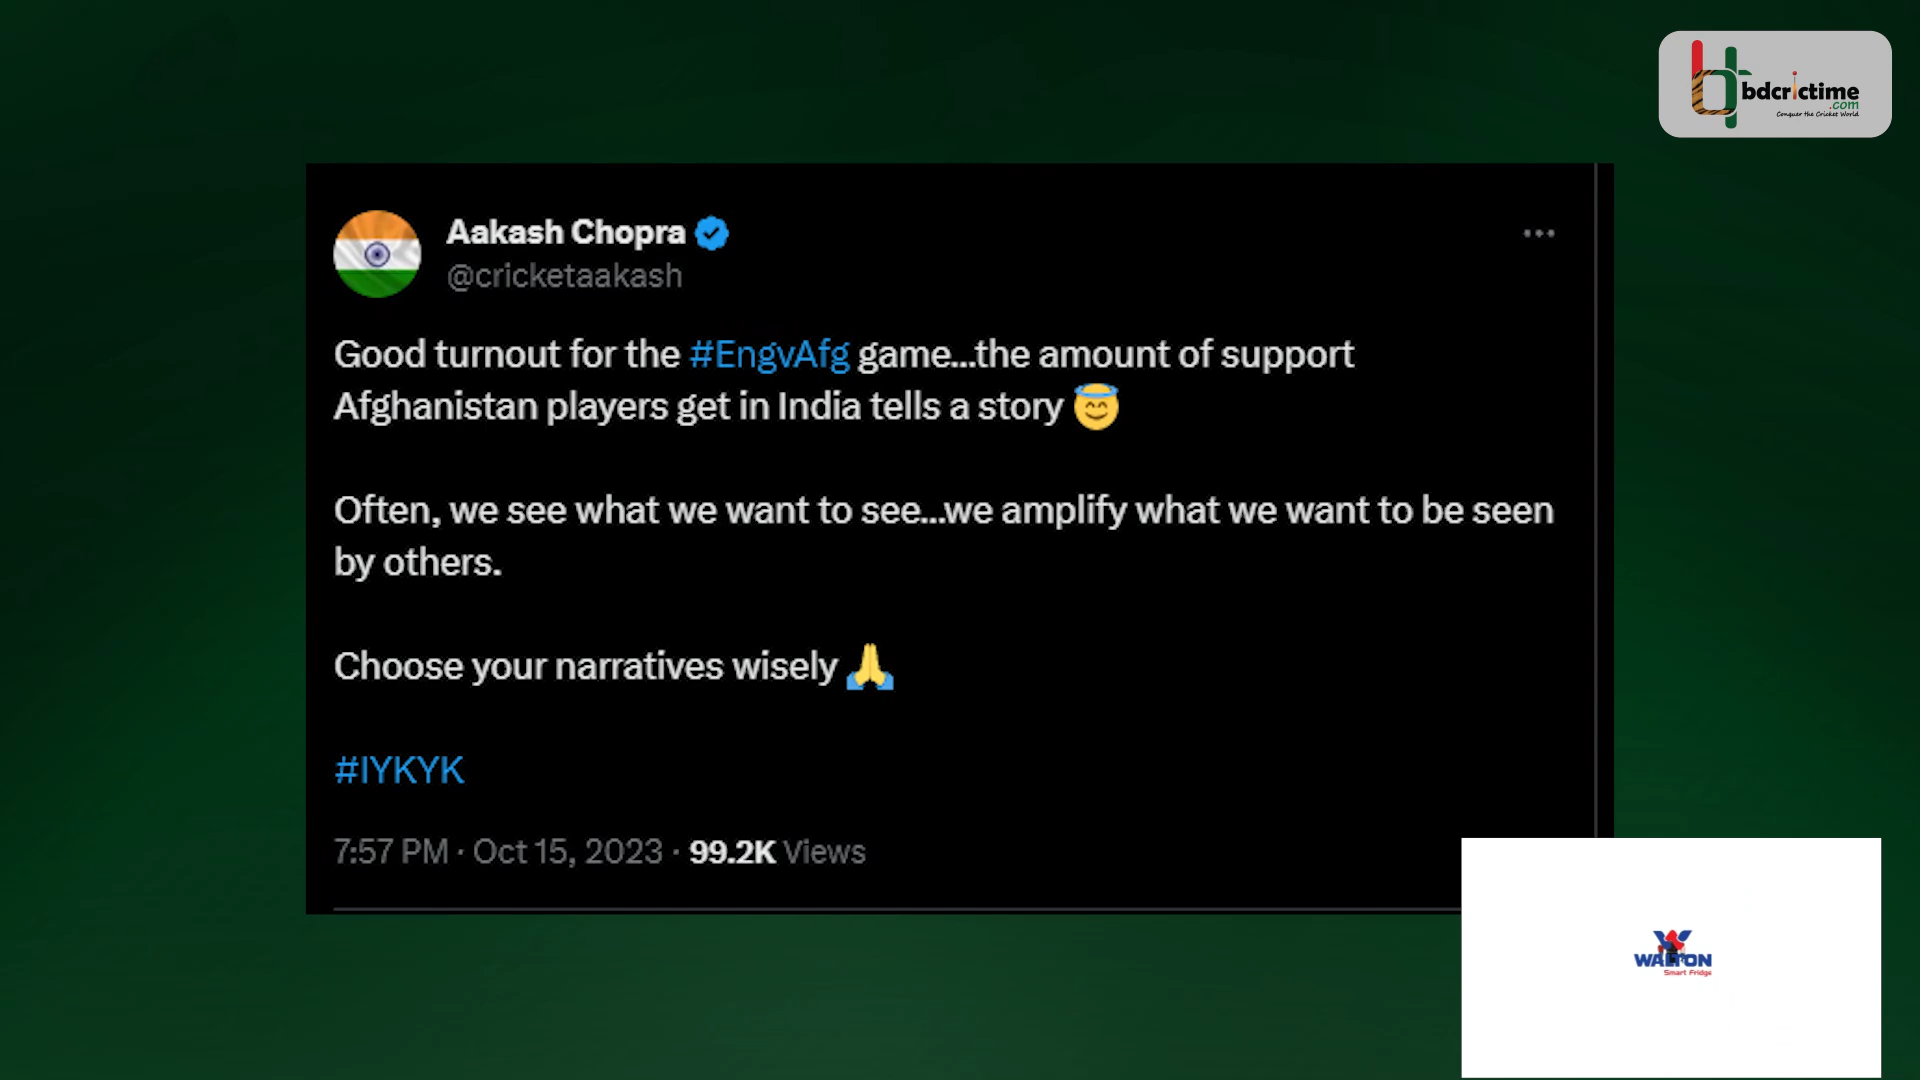 bdcrictime
.com
Conquer the Cricket World
Aakash Chopra
@cricketaakash
Good turnout for the #EngvAfg game...the amount of support
Afghanistan players get in India tells a story 😇
Often, we see what we want to see...we amplify what we want to be seen
by others.
Choose your narratives wisely 🙏
#IYKYK
7:57 PM · Oct 15, 2023 · 99.2K Views
WALTON
Smart Fridge